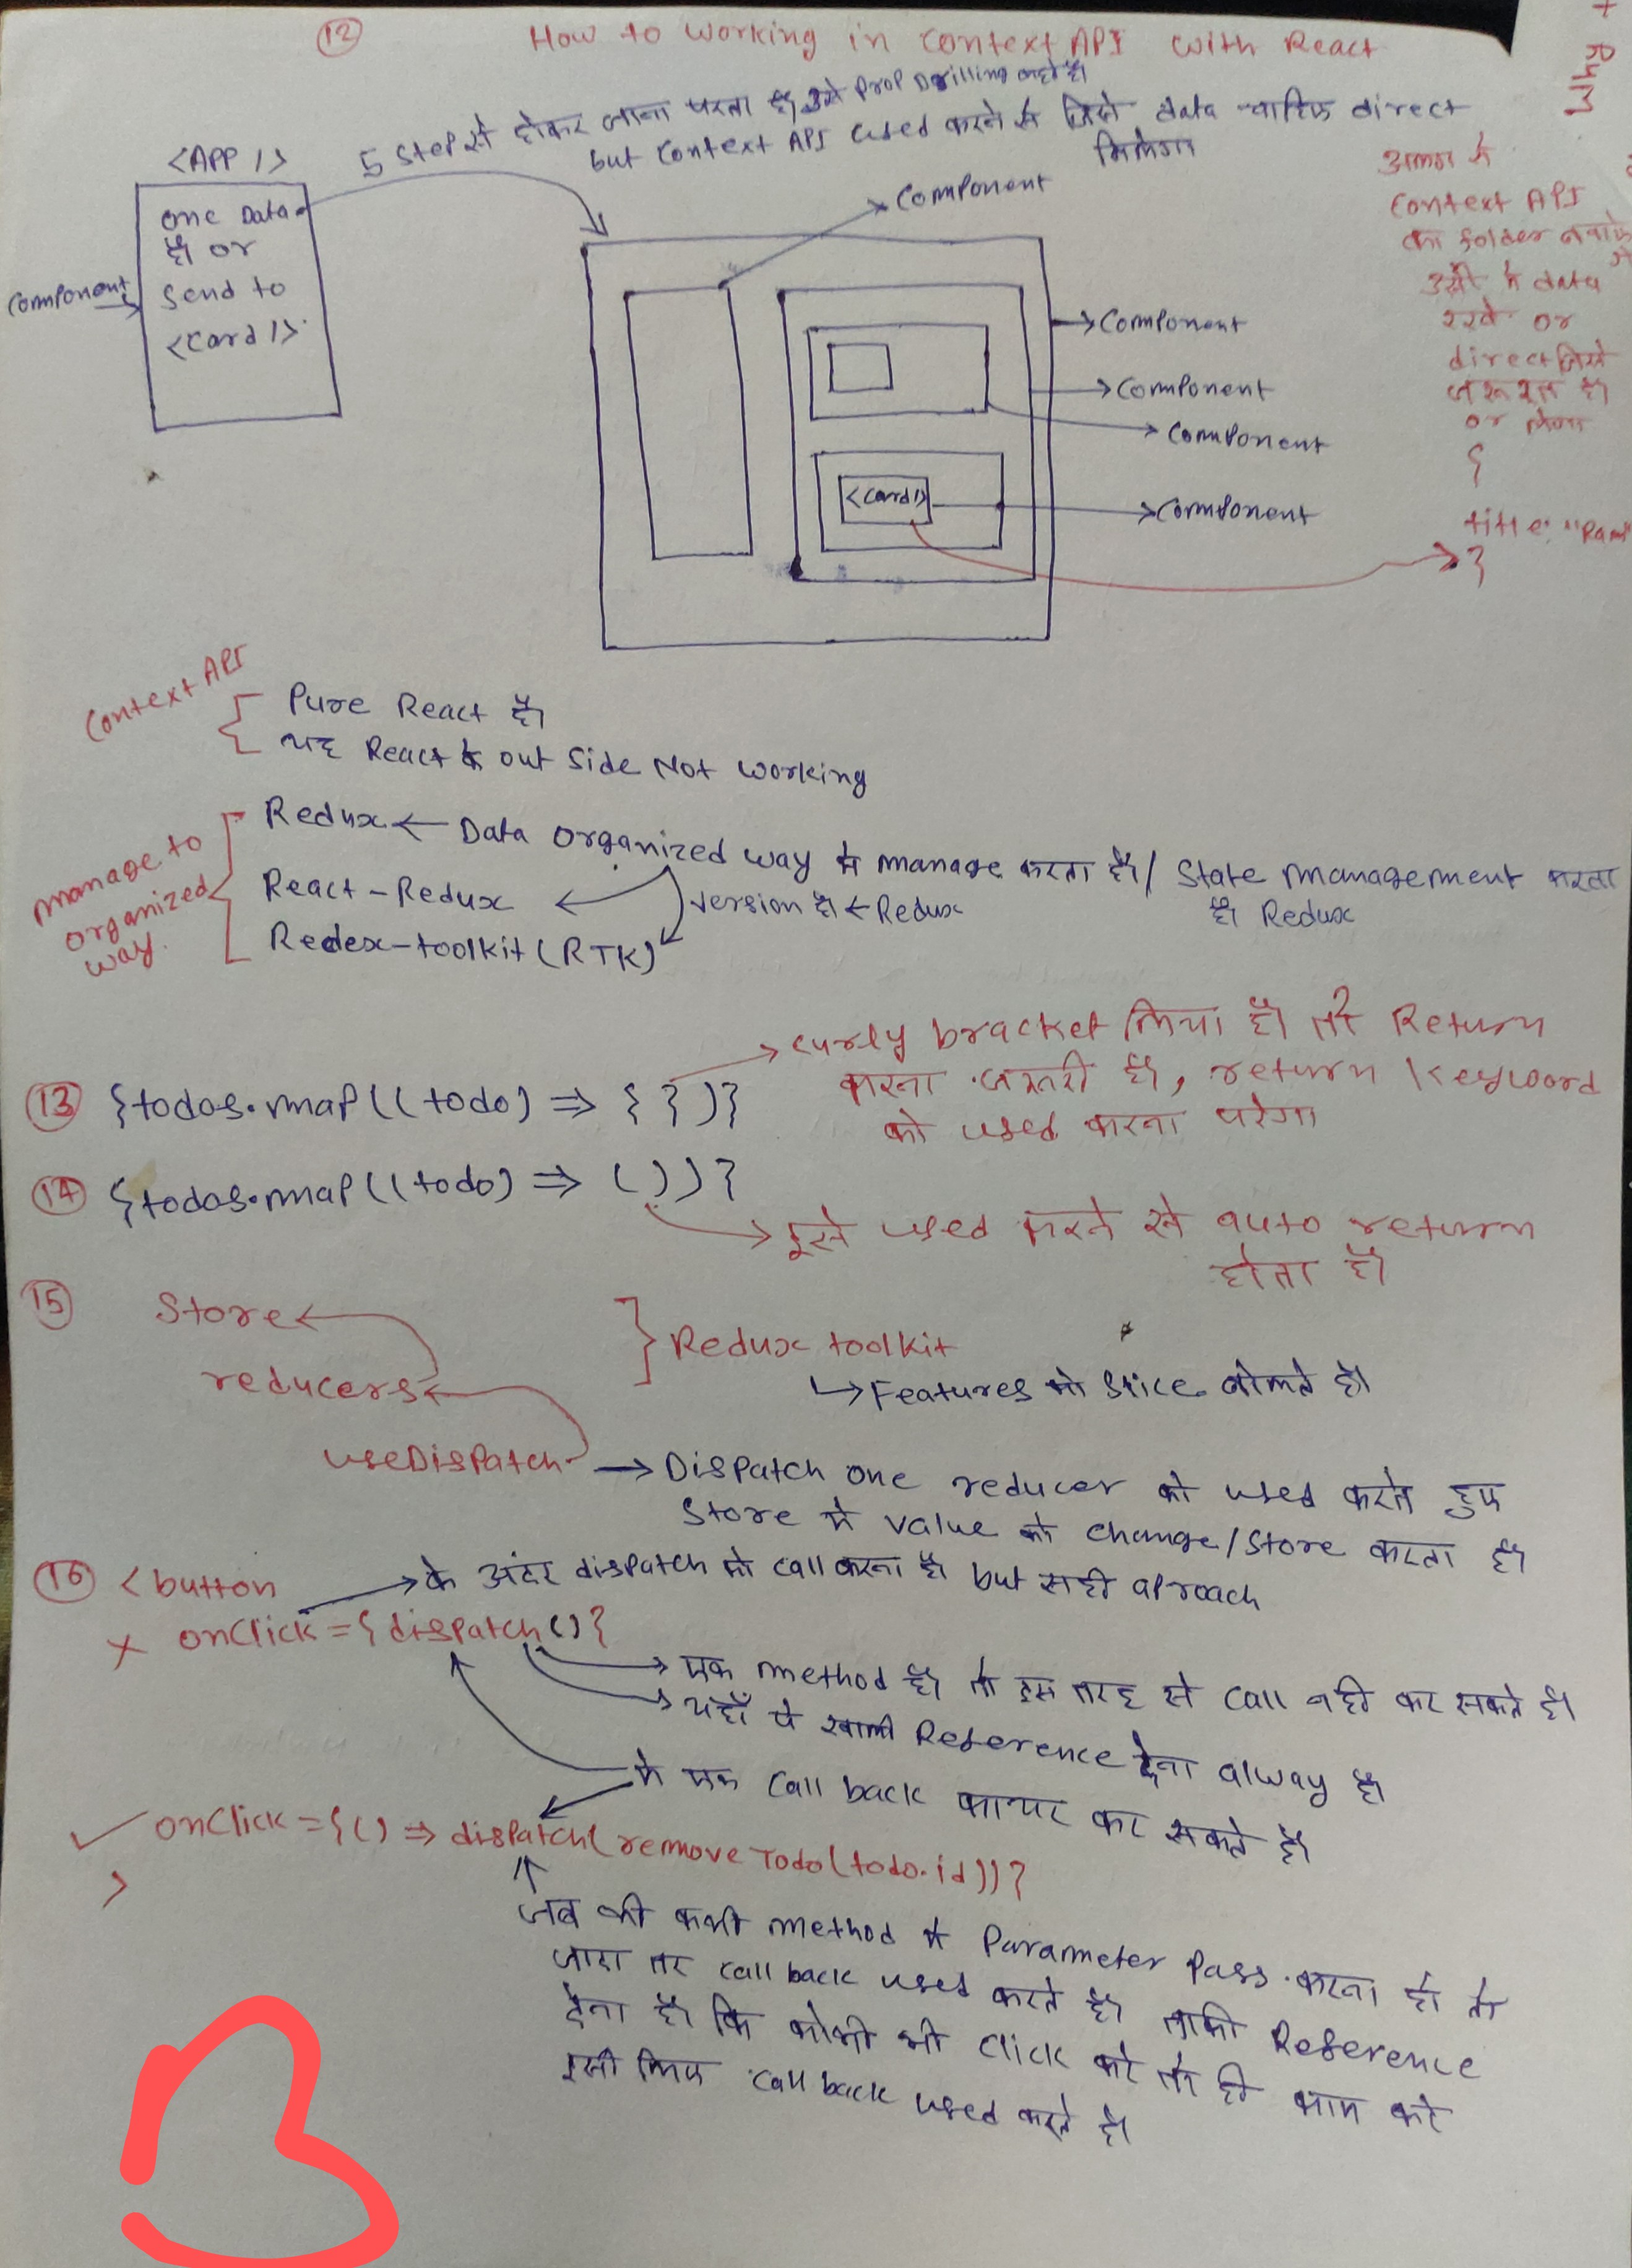 12 How to Working in Context API with React
5 Step से होकर जाना परता है, उसे Prop Drilling कहते है।
but Context API used करने से जिसे data चाहिए direct
मिलेगा
<APP />
one Data
है or
Send to
<Card />
Component
Component
Component
Component
Component
<Card/>
Component
अलग से
Context API
का folder बनाके
उसी में data
रखे or
direct जिसे
जरूरत है।
or लेगा
{
title: "Ram"
}
Context API
Pure React है।
यह React के out Side Not working
manage to
organized
way.
Redux ← Data organized way में manage करता है। / State management करता
है Redux
React-Redux
version है ← Redux
Redex-toolkit (RTK)
curly bracket लिया है। तो Return
करना जरूरी है, return keyword
को used करना परेगा
13 {todos.map((todo) => { })}
14 {todos.map((todo) => ( ))}
इसे used करने से auto return
होता है।
15 Store
reducers
Redux toolkit
Features को Slice बोलते है।
useDispatch → Dispatch one reducer को used करते हुए
Store में value को change/Store करता है।
16 <button
के अंदर dispatch को call करना है but सही aproach
× onClick={dispatch()}
एक method है। तो इस तरह से call नही कर सकते है।
यहाँ पे खाली Reference देना alway है।
में एक call back फायर कर सकते है।
✓ onClick={() => dispatch(removeTodo(todo.id))}
>
जब भी कभी method में Parameter Pass करना हो तो
call back used करते है। ताकी Reference
देना है। कि कोभी भी click करे तो ही काम करे
इसी लिए call back used करते है।